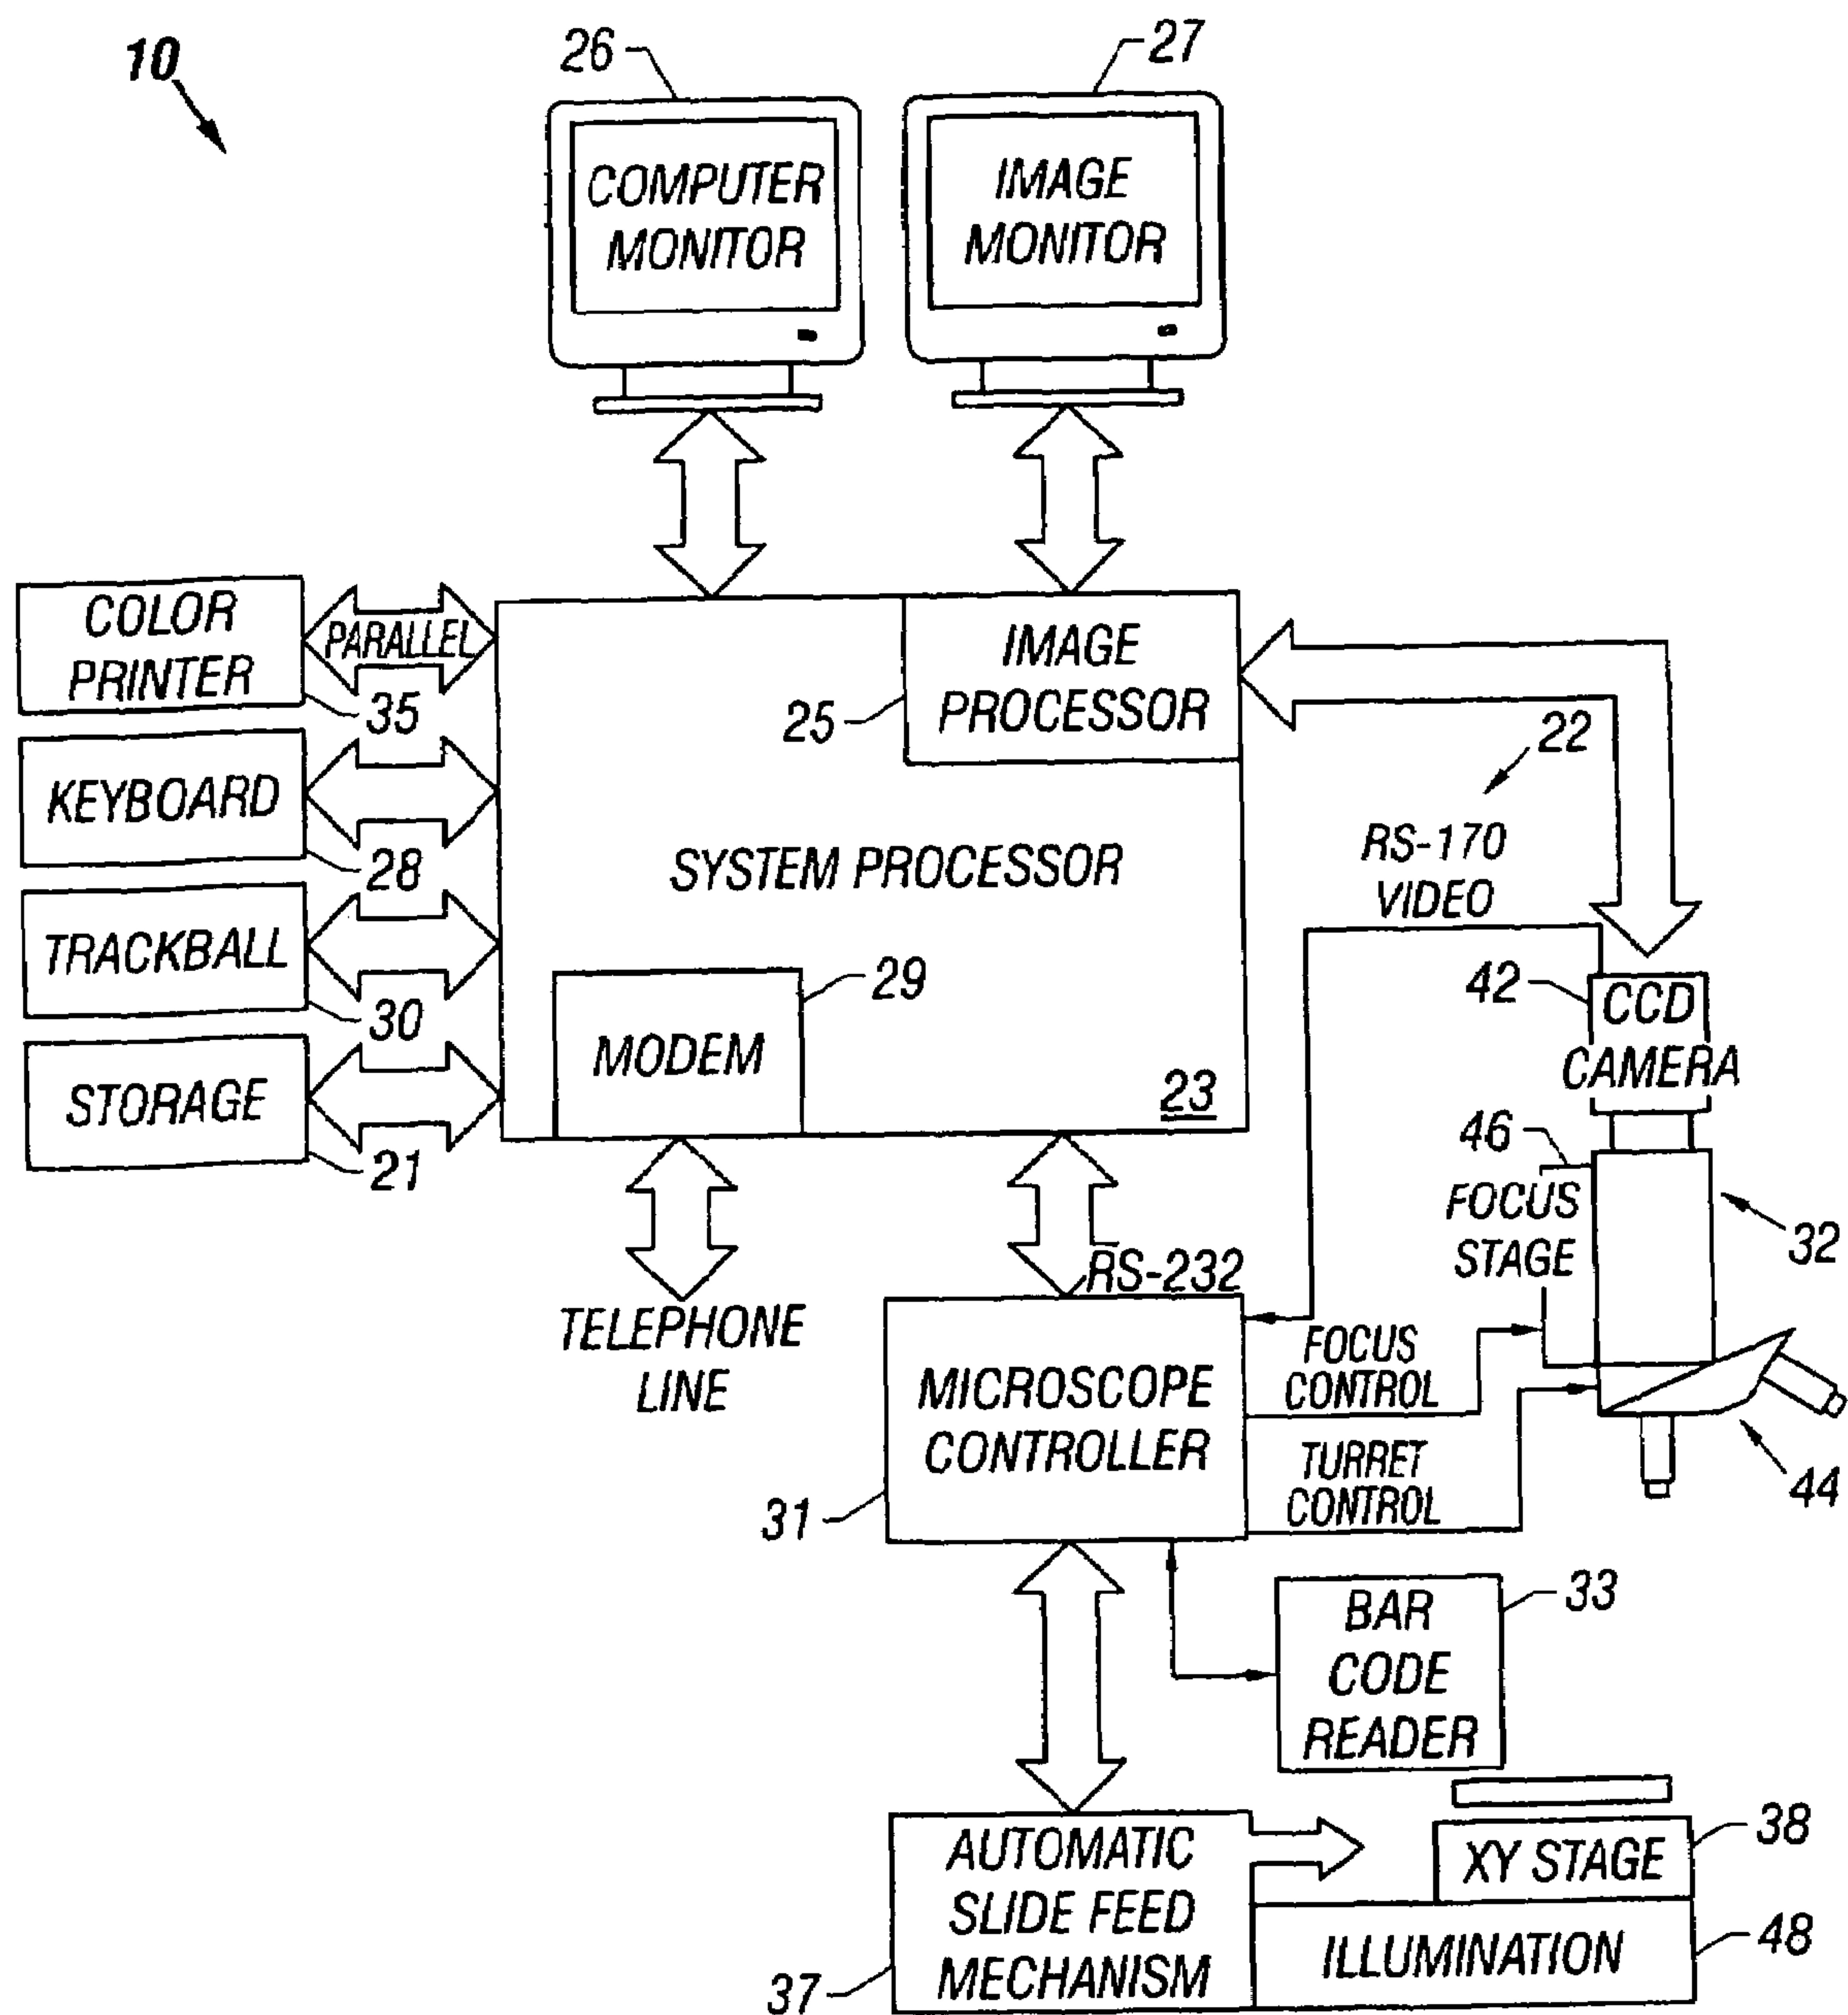 10
26
27
COMPUTER
MONITOR
IMAGE
MONITOR
COLOR
PRINTER
PARALLEL
35
KEYBOARD
28
TRACKBALL
30
STORAGE
21
IMAGE
PROCESSOR
25
SYSTEM PROCESSOR
MODEM
29
23
22
RS-170
VIDEO
42
CCD
CAMERA
46
FOCUS
STAGE
32
44
TELEPHONE
LINE
RS-232
MICROSCOPE
CONTROLLER
31
FOCUS
CONTROL
TURRET
CONTROL
BAR
CODE
READER
33
AUTOMATIC
SLIDE FEED
MECHANISM
37
XY STAGE
38
ILLUMINATION
48